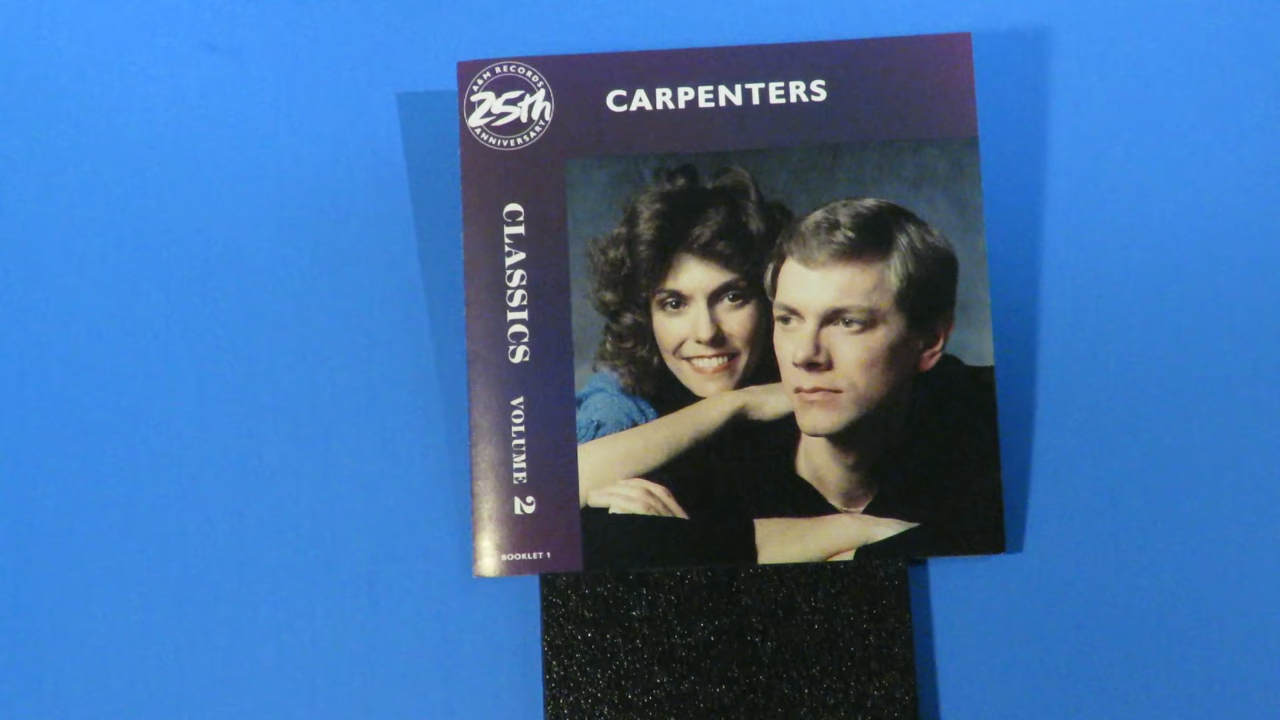 A&M RECORDS
25th
ANNIVERSARY
CARPENTERS
CLASSICS VOLUME 2
BOOKLET 1